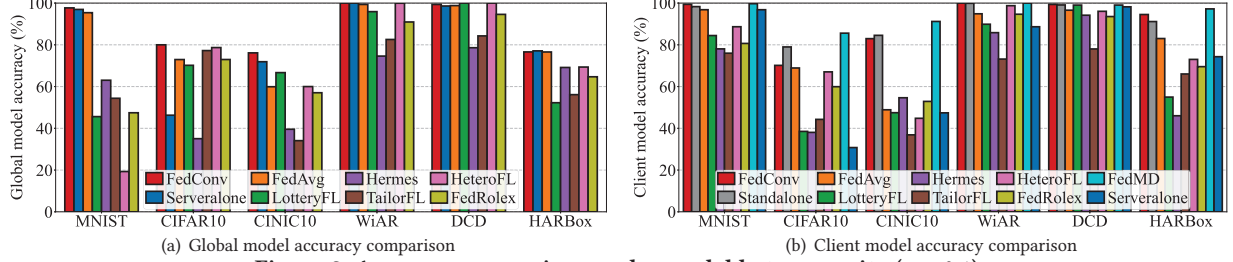 Global model accuracy (%)
100
80
60
40
20
0
FedConv FedAvg Hermes HeteroFL
Serveralone LotteryFL TailorFL FedRolex
MNIST CIFAR10 CINIC10 WiAR DCD HARBox
(a) Global model accuracy comparison
Client model accuracy (%)
100
80
60
40
20
0
FedConv FedAvg Hermes HeteroFL FedMD
Standalone LotteryFL TailorFL FedRolex Serveralone
MNIST CIFAR10 CINIC10 WiAR DCD HARBox
(b) Client model accuracy comparison